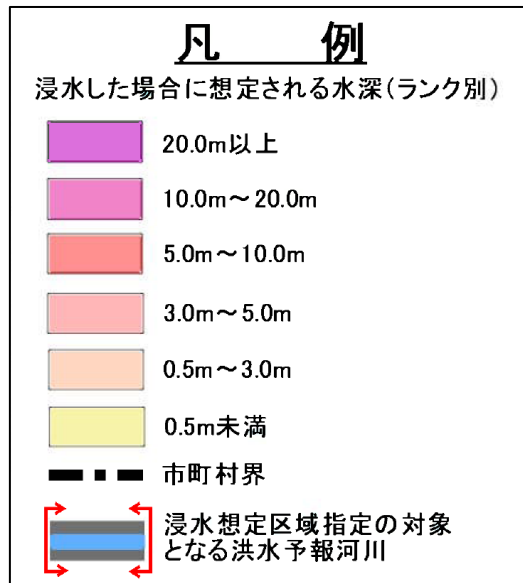 凡 例
浸水した場合に想定される水深(ランク別)
20.0m以上
10.0m～20.0m
5.0m～10.0m
3.0m～5.0m
0.5m～3.0m
0.5m未満
市町村界
浸水想定区域指定の対象
となる洪水予報河川